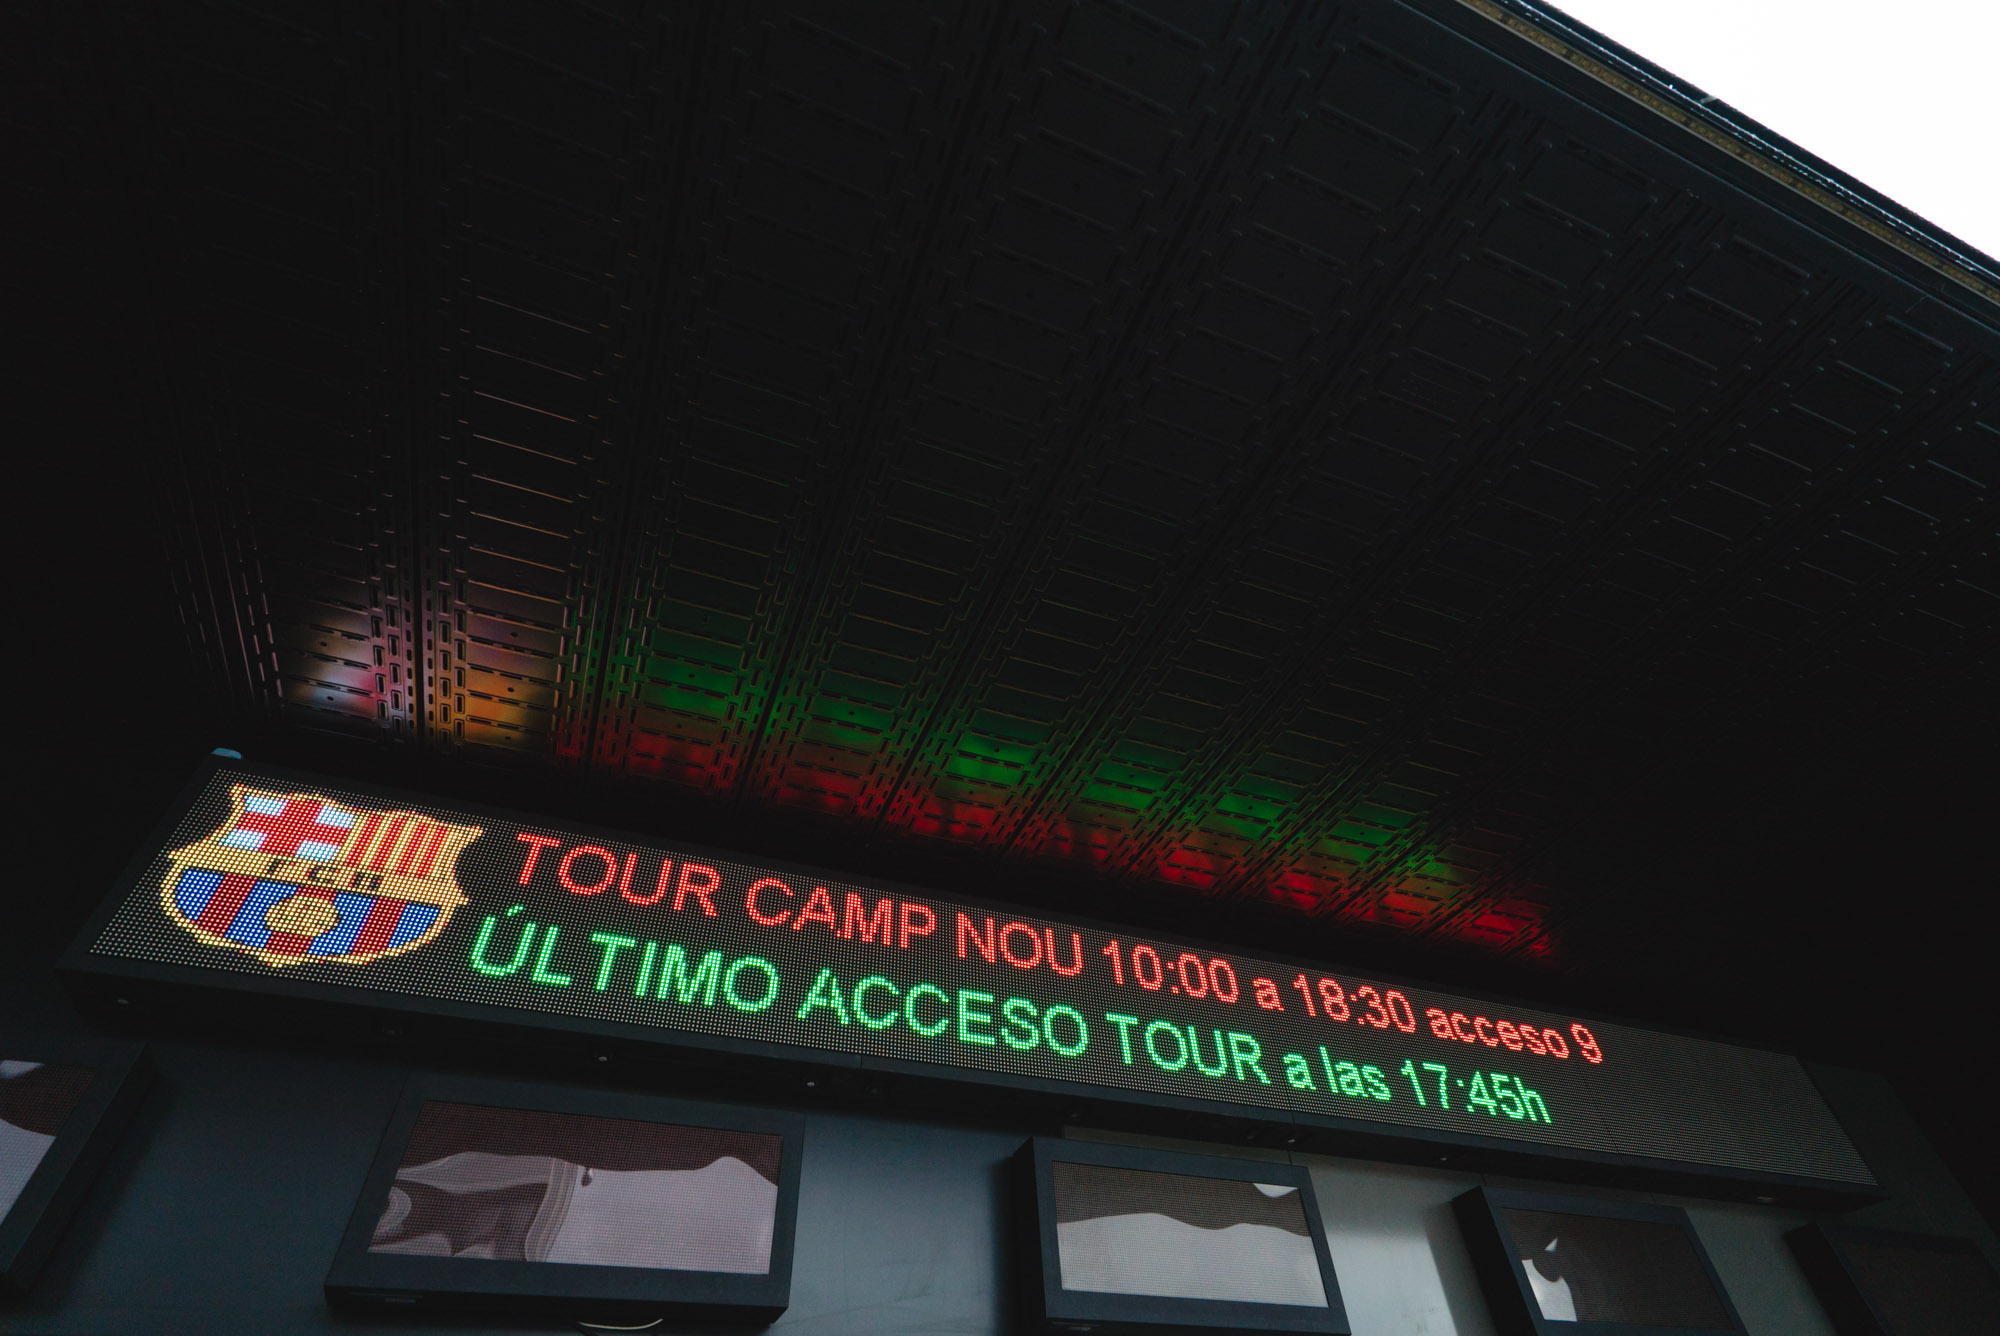 FCB
TOUR CAMP NOU 10:00 a 18:30 acceso 9
ÚLTIMO ACCESO TOUR a las 17:45h